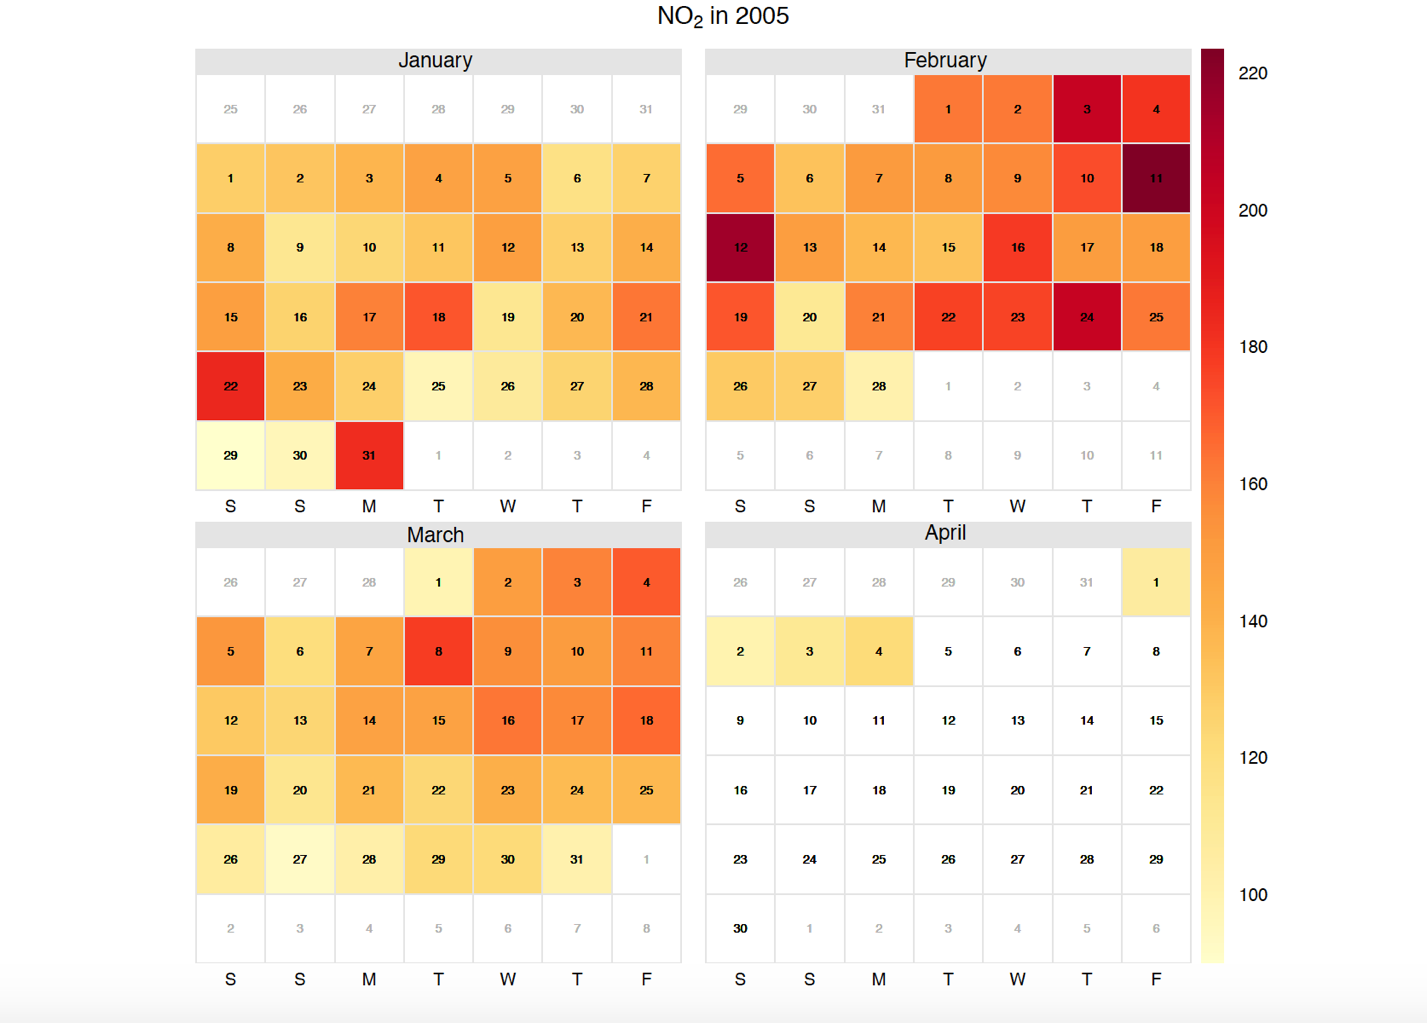 NO₂ in 2005
January
25 26 27 28 29 30 31
1 2 3 4 5 6 7
8 9 10 11 12 13 14
15 16 17 18 19 20 21
22 23 24 25 26 27 28
29 30 31 1 2 3 4
S S M T W T F
February
29 30 31 1 2 3 4
5 6 7 8 9 10 11
12 13 14 15 16 17 18
19 20 21 22 23 24 25
26 27 28 1 2 3 4
5 6 7 8 9 10 11
S S M T W T F
March
26 27 28 1 2 3 4
5 6 7 8 9 10 11
12 13 14 15 16 17 18
19 20 21 22 23 24 25
26 27 28 29 30 31 1
2 3 4 5 6 7 8
S S M T W T F
April
26 27 28 29 30 31 1
2 3 4 5 6 7 8
9 10 11 12 13 14 15
16 17 18 19 20 21 22
23 24 25 26 27 28 29
30 1 2 3 4 5 6
S S M T W T F
220
200
180
160
140
120
100